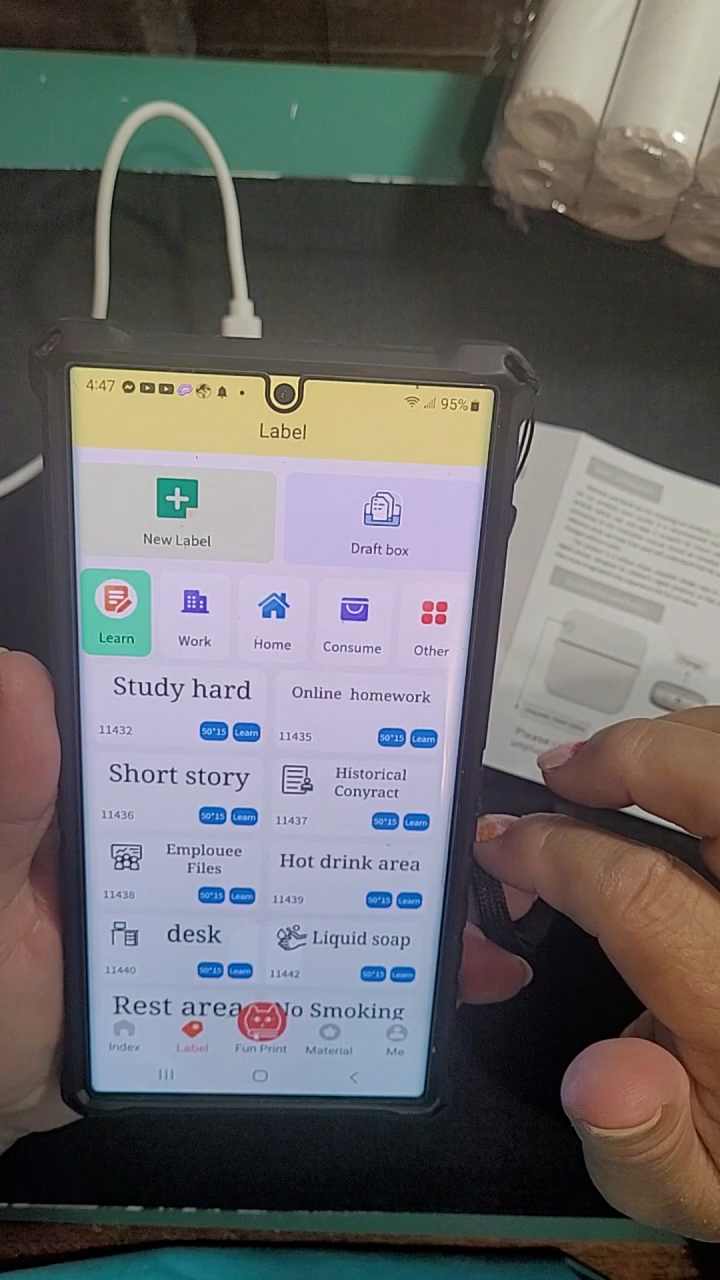 4:47
95%
Label
New Label
Draft box
Learn
Work
Home
Consume
Other
Study hard
11432
50*15
Learn
Online homework
11435
50*15
Learn
Short story
11436
50*15
Learn
Historical
Conyract
11437
50*15
Learn
Emplouee
Files
11438
50*15
Learn
Hot drink area
11439
50*15
Learn
desk
11440
50*15
Learn
Liquid soap
11442
50*15
Learn
Rest area
No Smoking
Index
Label
Fun Print
Material
Me
Please